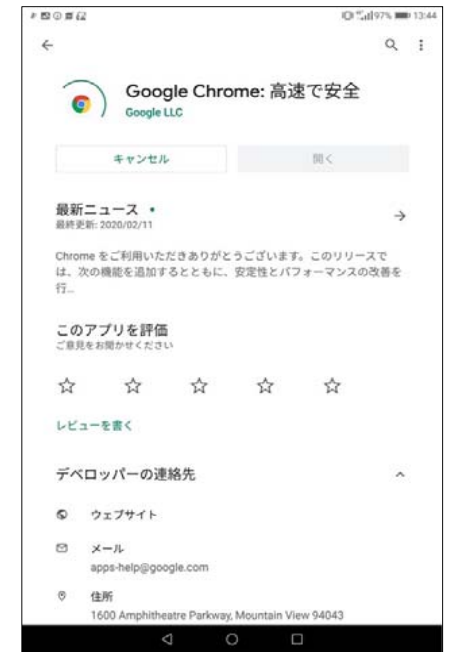 97% 13:44
Google Chrome: 高速で安全
Google LLC
キャンセル
開く
最新ニュース •
最終更新: 2020/02/11
Chrome をご利用いただきありがとうございます。このリリースで
は、次の機能を追加するとともに、安定性とパフォーマンスの改善を
行...
このアプリを評価
ご意見をお聞かせください
レビューを書く
デベロッパーの連絡先
ウェブサイト
メール
apps-help@google.com
住所
1600 Amphitheatre Parkway, Mountain View 94043